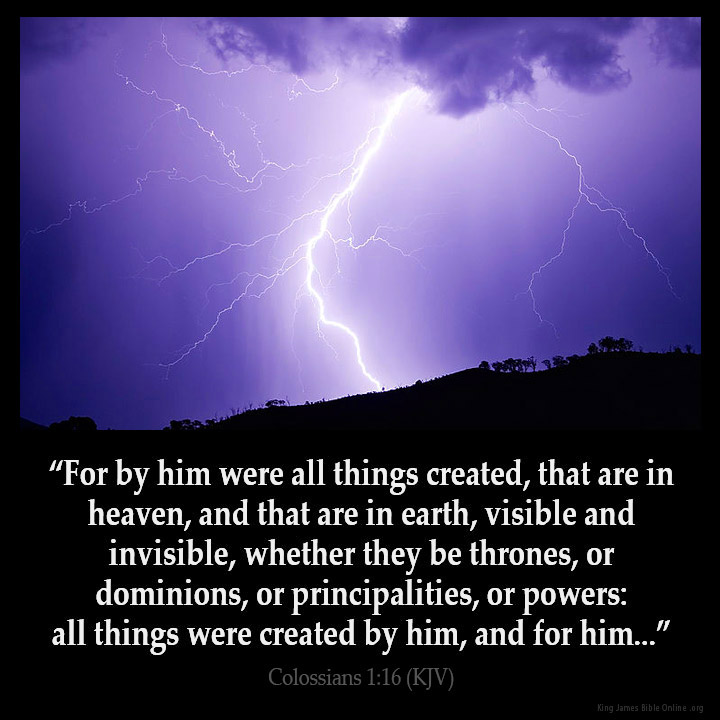 “For by him were all things created, that are in
heaven, and that are in earth, visible and
invisible, whether they be thrones, or
dominions, or principalities, or powers:
all things were created by him, and for him...”
Colossians 1:16 (KJV)
King James Bible Online .org